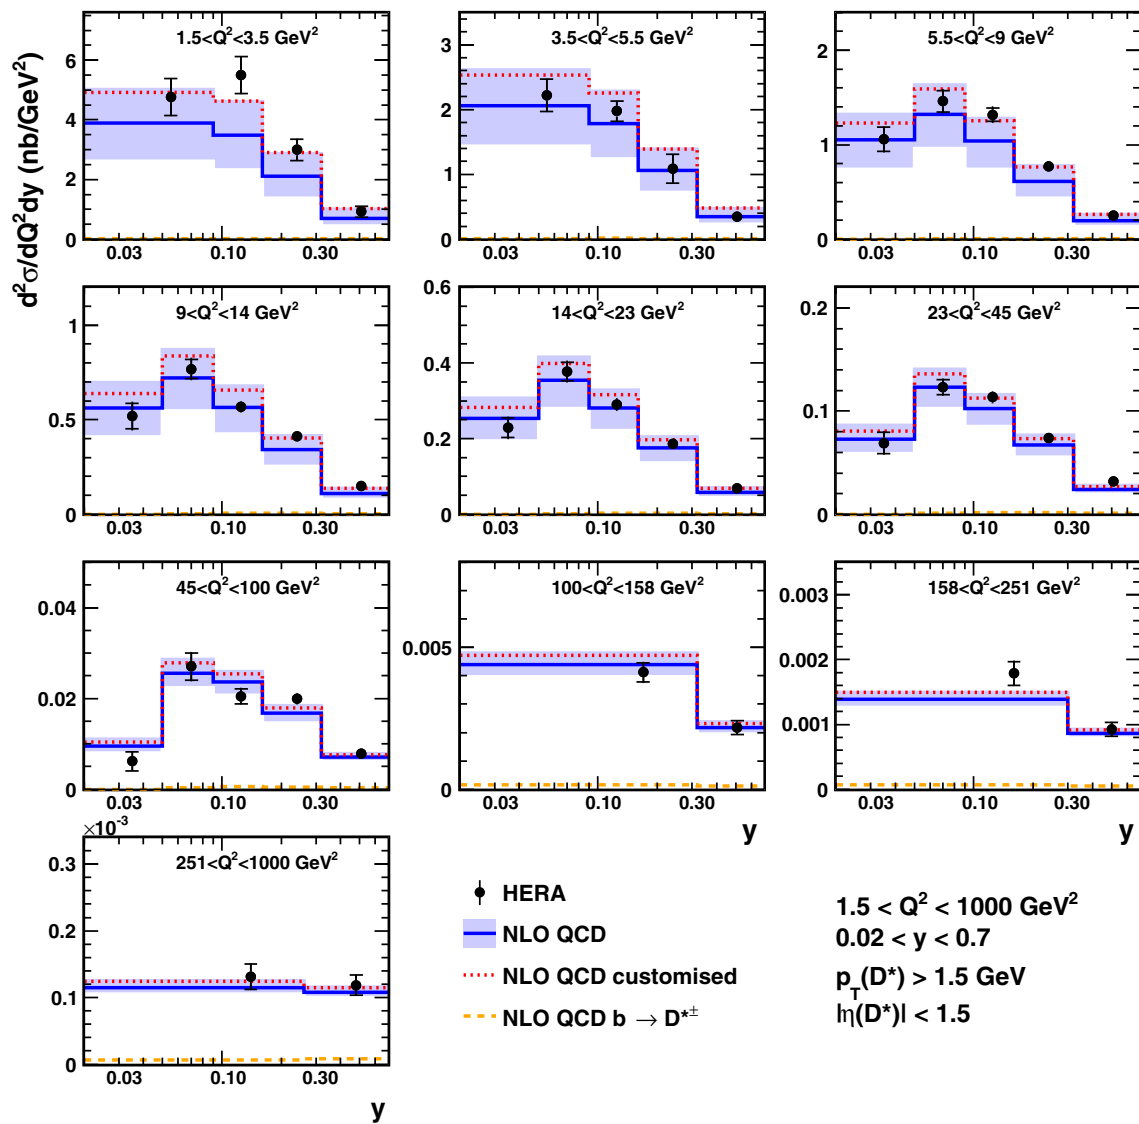 d²σ/dQ²dy (nb/GeV²)
1.5<Q²<3.5 GeV²
6
4
2
0
0.03 0.10 0.30
3.5<Q²<5.5 GeV²
3
2
1
0
0.03 0.10 0.30
5.5<Q²<9 GeV²
2
1
0
0.03 0.10 0.30
9<Q²<14 GeV²
1
0.5
0
0.03 0.10 0.30
14<Q²<23 GeV²
0.6
0.4
0.2
0
0.03 0.10 0.30
23<Q²<45 GeV²
0.2
0.1
0
0.03 0.10 0.30
45<Q²<100 GeV²
0.04
0.02
0
0.03 0.10 0.30
100<Q²<158 GeV²
0.005
0
0.03 0.10 0.30
y
158<Q²<251 GeV²
0.003
0.002
0.001
0
0.03 0.10 0.30
y
×10⁻³
251<Q²<1000 GeV²
0.3
0.2
0.1
0
0.03 0.10 0.30
y
HERA
NLO QCD
NLO QCD customised
NLO QCD b → D*±
1.5 < Q² < 1000 GeV²
0.02 < y < 0.7
p_T(D*) > 1.5 GeV
|η(D*)| < 1.5